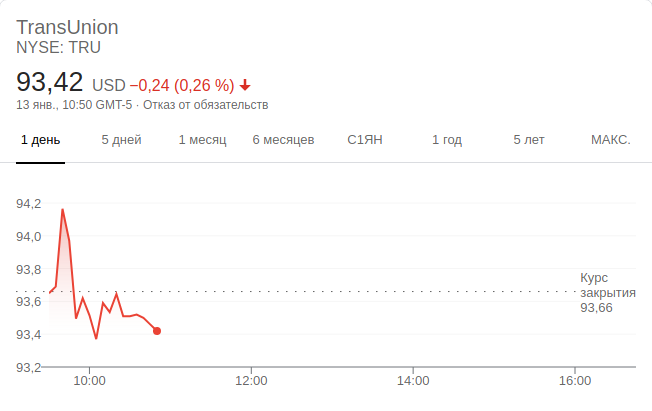 TransUnion
NYSE: TRU
93,42 USD −0,24 (0,26 %)
13 янв., 10:50 GMT-5 · Отказ от обязательств
1 день 5 дней 1 месяц 6 месяцев С1ЯН 1 год 5 лет МАКС.
94,2
94,0
93,8
93,6
93,4
93,2
Курс
закрытия
93,66
10:00 12:00 14:00 16:00